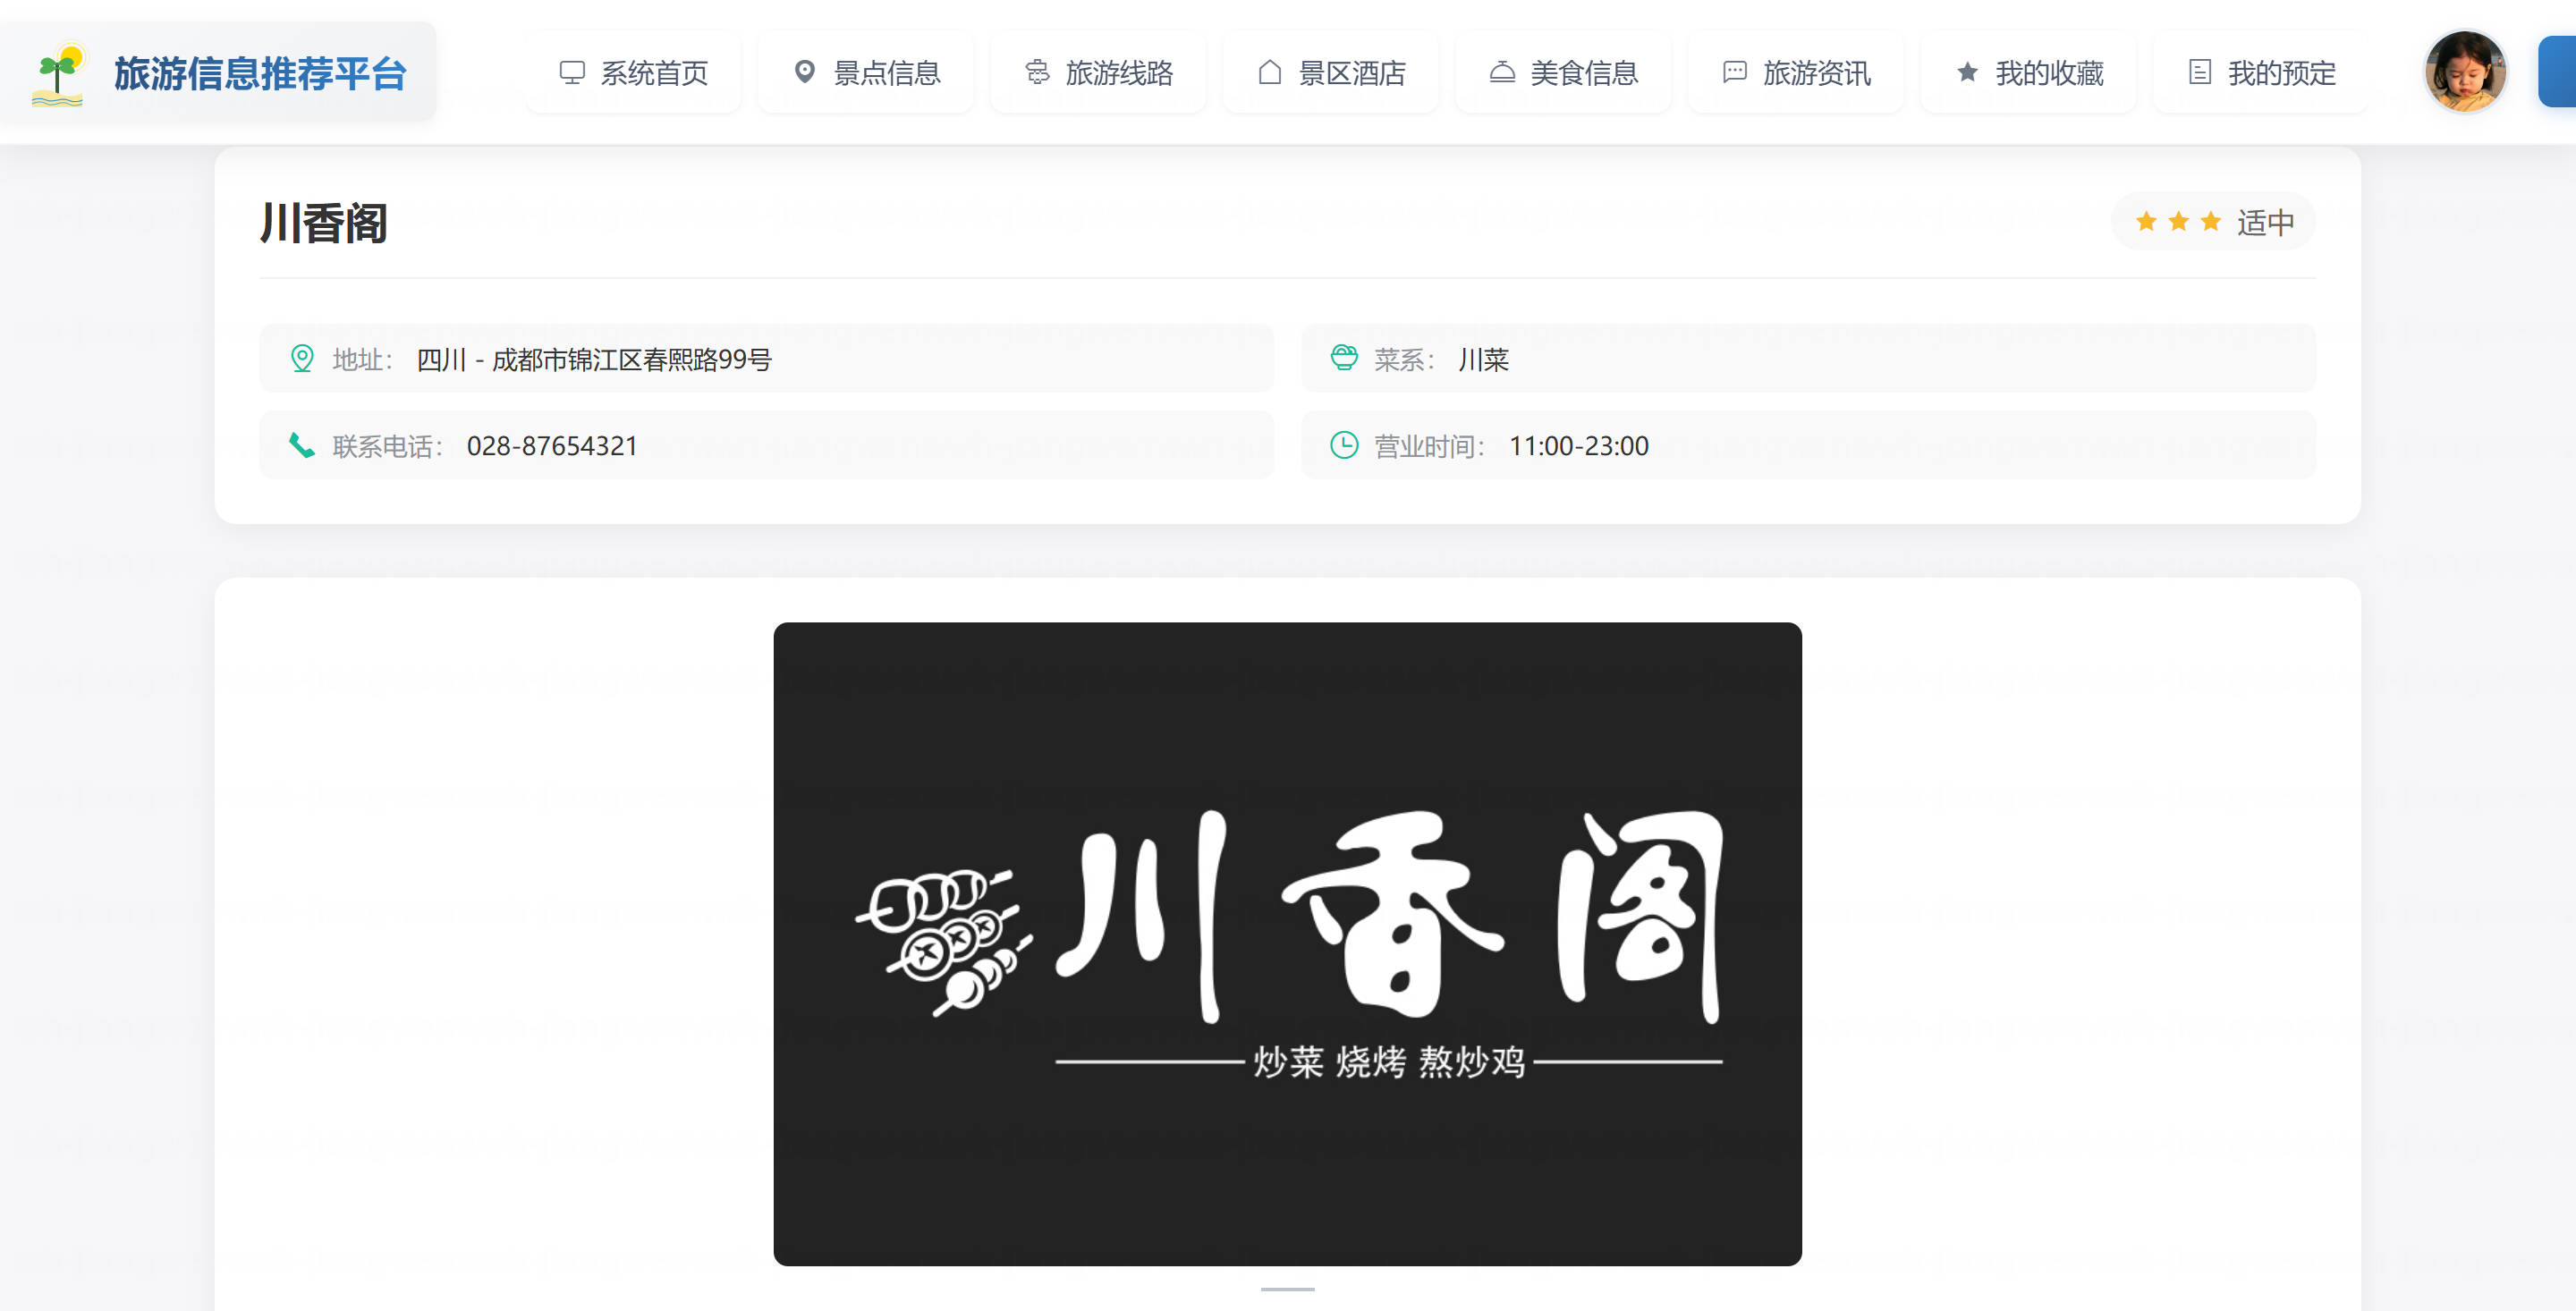 旅游信息推荐平台 系统首页 景点信息 旅游线路 景区酒店 美食信息 旅游资讯 我的收藏 我的预定
川香阁 适中
地址： 四川 - 成都市锦江区春熙路99号 菜系： 川菜
联系电话： 028-87654321 营业时间： 11:00-23:00
川香阁
炒菜 烧烤 熬炒鸡